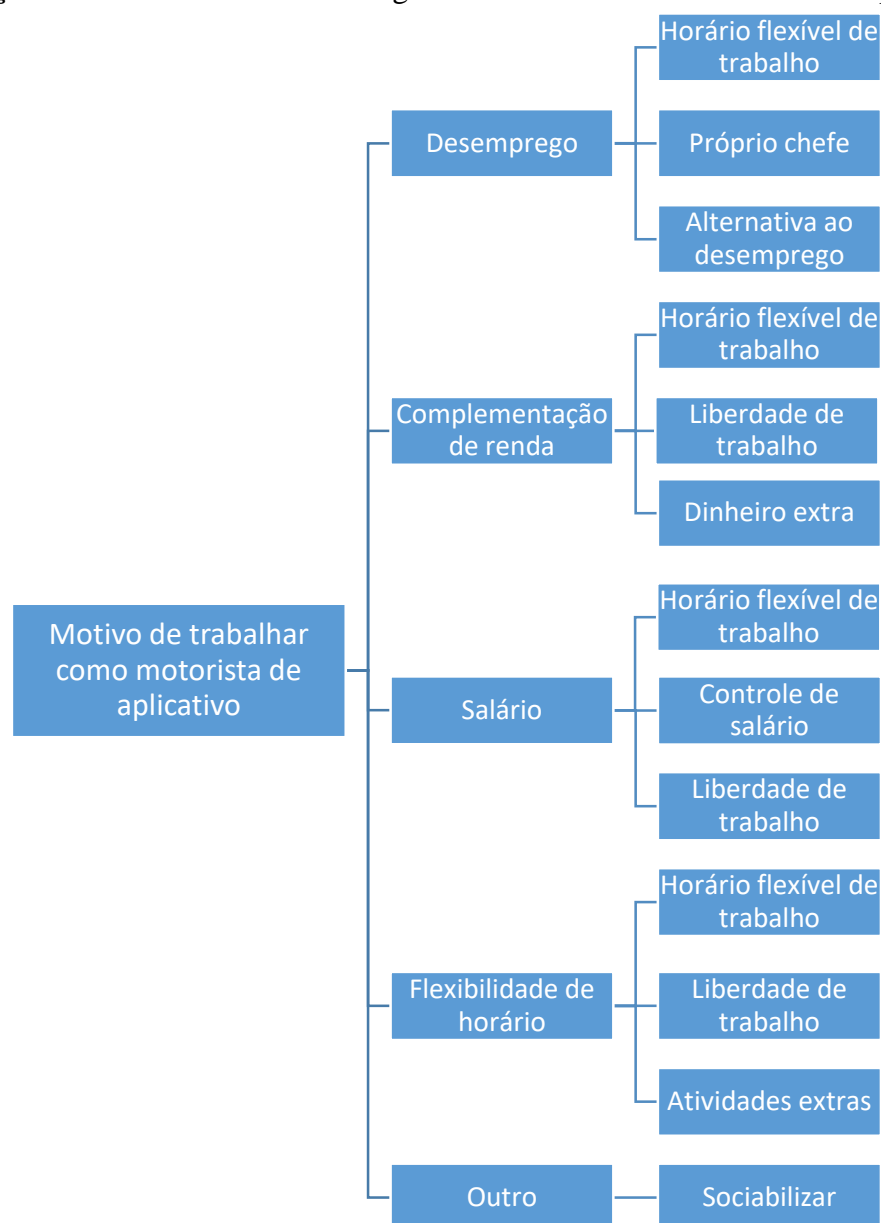 Horário flexível de
trabalho
Desemprego
Próprio chefe
Alternativa ao
desemprego
Horário flexível de
trabalho
Complementação
de renda
Liberdade de
trabalho
Dinheiro extra
Motivo de trabalhar
como motorista de
aplicativo
Horário flexível de
trabalho
Salário
Controle de
salário
Liberdade de
trabalho
Horário flexível de
trabalho
Flexibilidade de
horário
Liberdade de
trabalho
Atividades extras
Outro
Sociabilizar